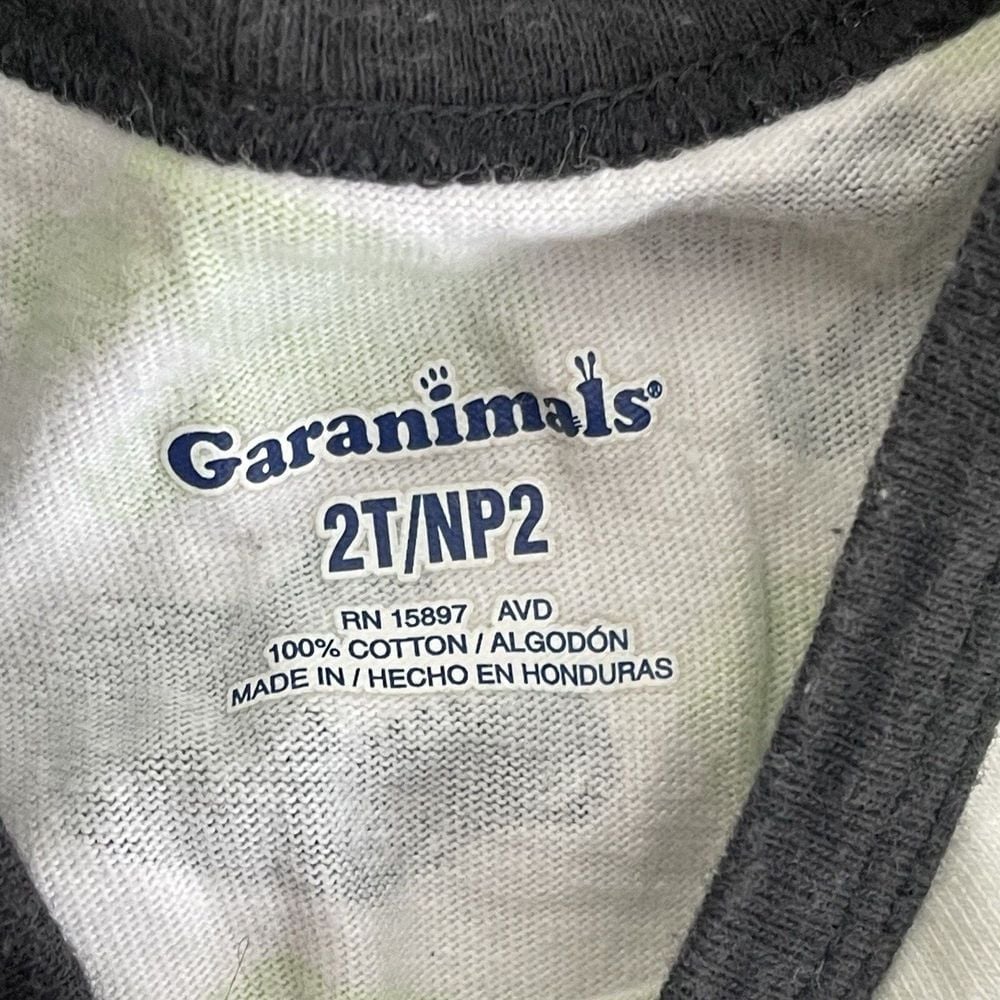 Garanimals®
2T/NP2
RN 15897 AVD
100% COTTON / ALGODÓN
MADE IN / HECHO EN HONDURAS